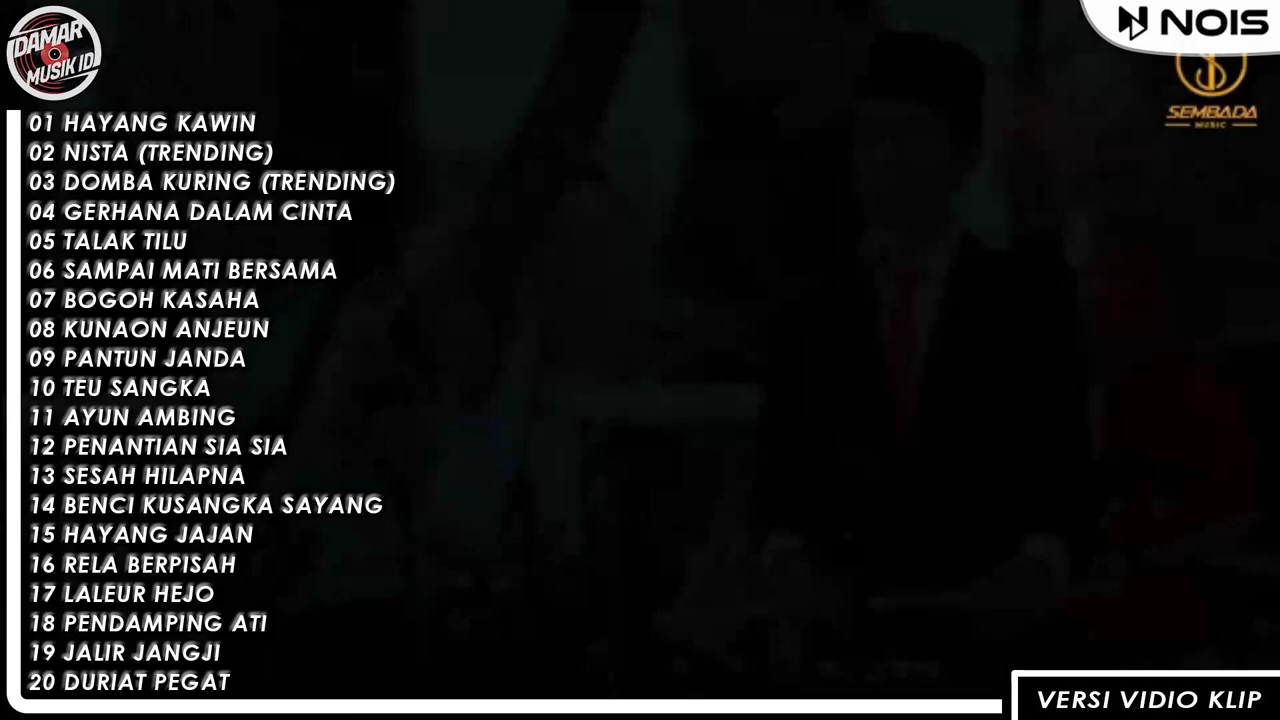 DAMAR
MUSIK ID
NOIS
SEMBADA
MUSIC
01 HAYANG KAWIN
02 NISTA (TRENDING)
03 DOMBA KURING (TRENDING)
04 GERHANA DALAM CINTA
05 TALAK TILU
06 SAMPAI MATI BERSAMA
07 BOGOH KASAHA
08 KUNAON ANJEUN
09 PANTUN JANDA
10 TEU SANGKA
11 AYUN AMBING
12 PENANTIAN SIA SIA
13 SESAH HILAPNA
14 BENCI KUSANGKA SAYANG
15 HAYANG JAJAN
16 RELA BERPISAH
17 LALEUR HEJO
18 PENDAMPING ATI
19 JALIR JANGJI
20 DURIAT PEGAT
VERSI VIDIO KLIP